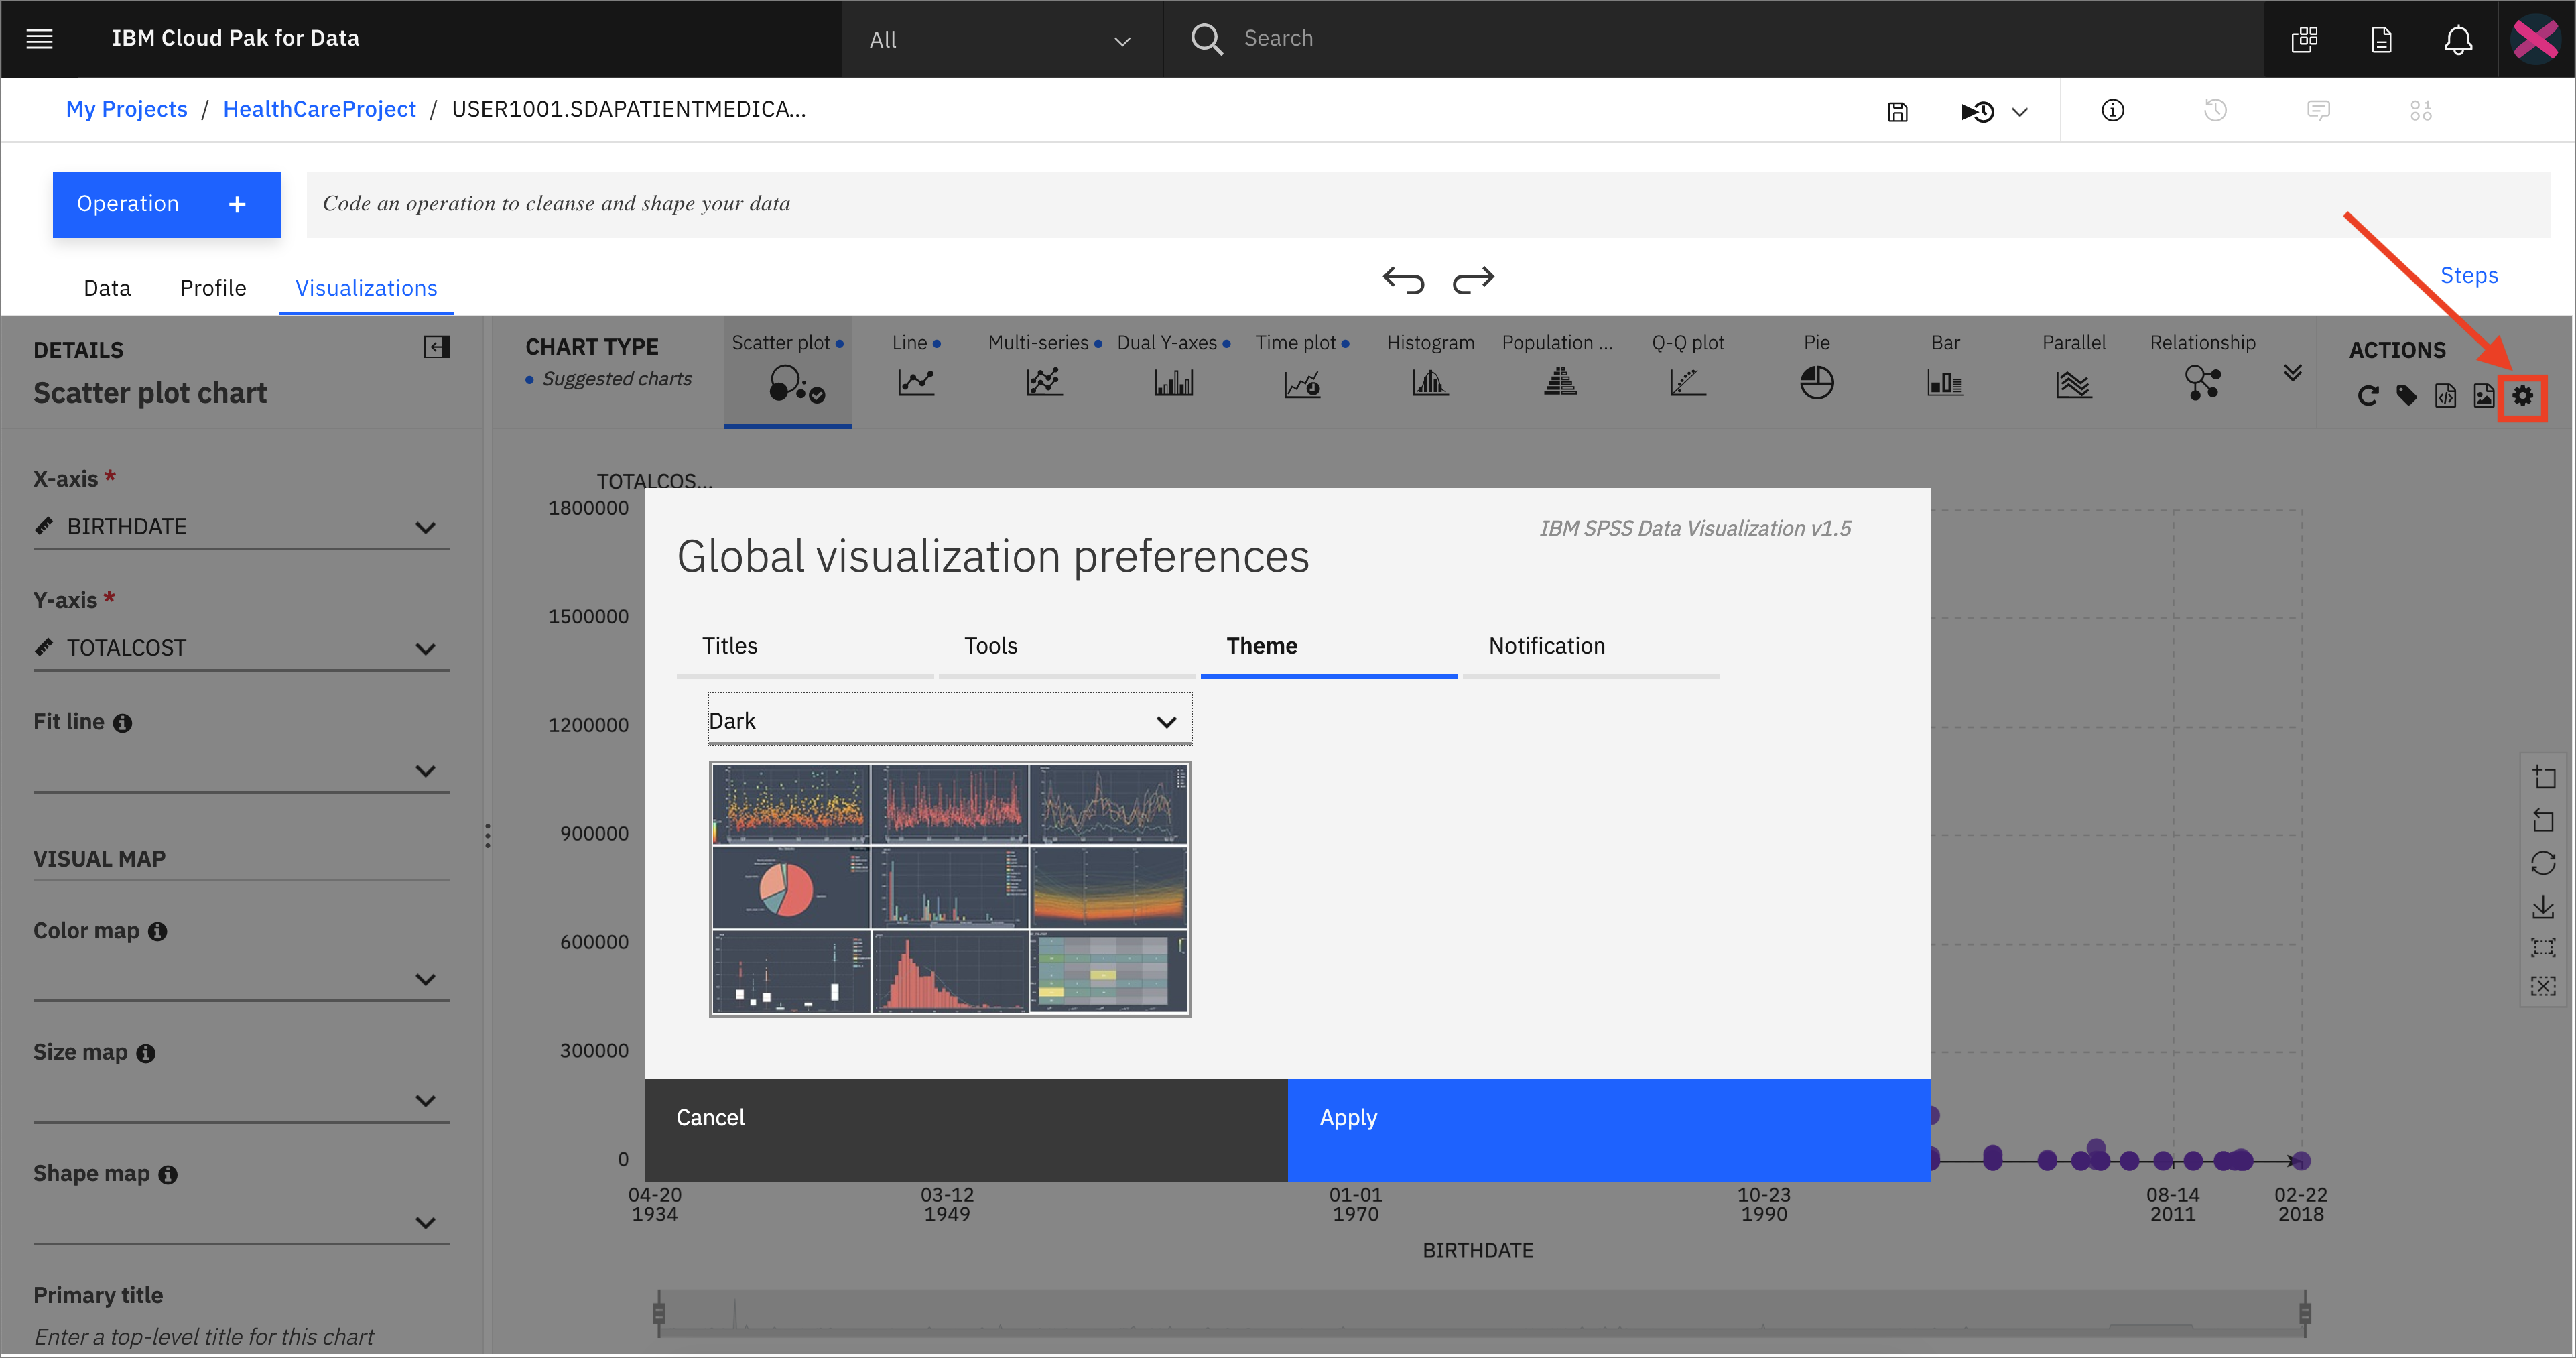 IBM Cloud Pak for Data
All
Search
My Projects / HealthCareProject / USER1001.SDAPATIENTMEDICA...
Operation +
Code an operation to cleanse and shape your data
Data Profile Visualizations
Steps
DETAILS
Scatter plot chart
CHART TYPE
Suggested charts
Scatter plot
Line
Multi-series
Dual Y-axes
Time plot
Histogram
Population ...
Q-Q plot
Pie
Bar
Parallel
Relationship
ACTIONS
X-axis *
BIRTHDATE
Y-axis *
TOTALCOST
Fit line
VISUAL MAP
Color map
Size map
Shape map
Primary title
Enter a top-level title for this chart
TOTALCOS...
1800000
1500000
1200000
900000
600000
300000
0
IBM SPSS Data Visualization v1.5
Global visualization preferences
Titles Tools Theme Notification
Dark
Cancel
Apply
04-20
1934
03-12
1949
01-01
1970
10-23
1990
08-14
2011
02-22
2018
BIRTHDATE